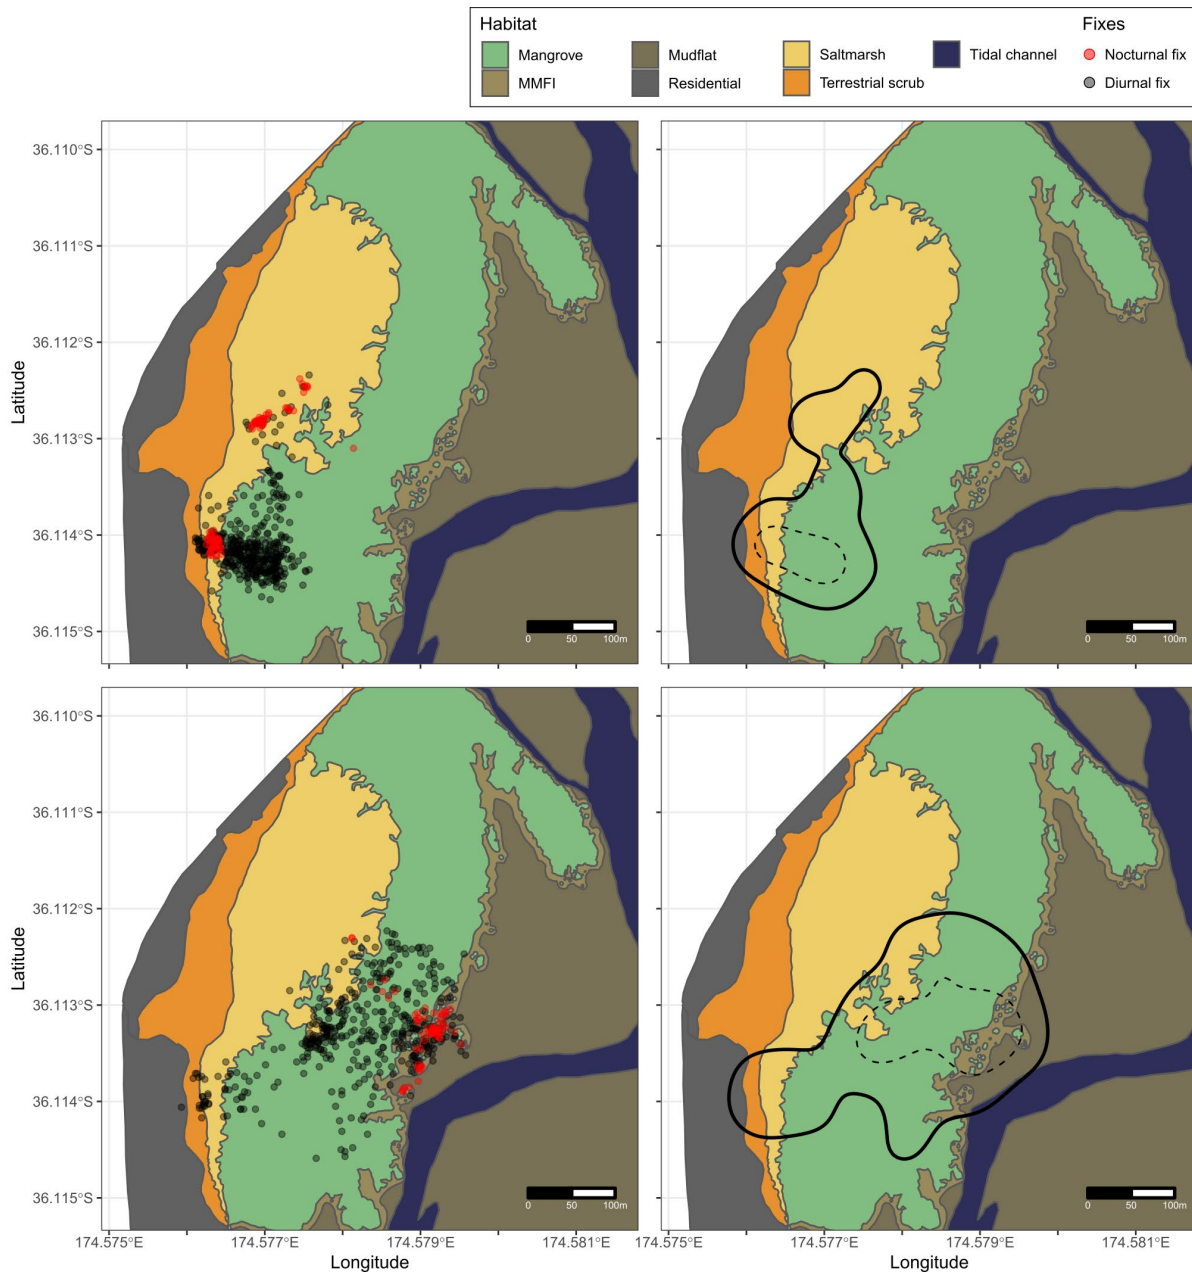 Habitat
Fixes
Mangrove
Mudflat
Saltmarsh
Tidal channel
Nocturnal fix
MMFI
Residential
Terrestrial scrub
Diurnal fix
36.110°S
36.111°S
36.112°S
36.113°S
36.114°S
36.115°S
Latitude
0 50 100m
0 50 100m
36.110°S
36.111°S
36.112°S
36.113°S
36.114°S
36.115°S
Latitude
0 50 100m
0 50 100m
174.575°E 174.577°E 174.579°E 174.581°E
174.577°E 174.579°E 174.581°E
Longitude
Longitude